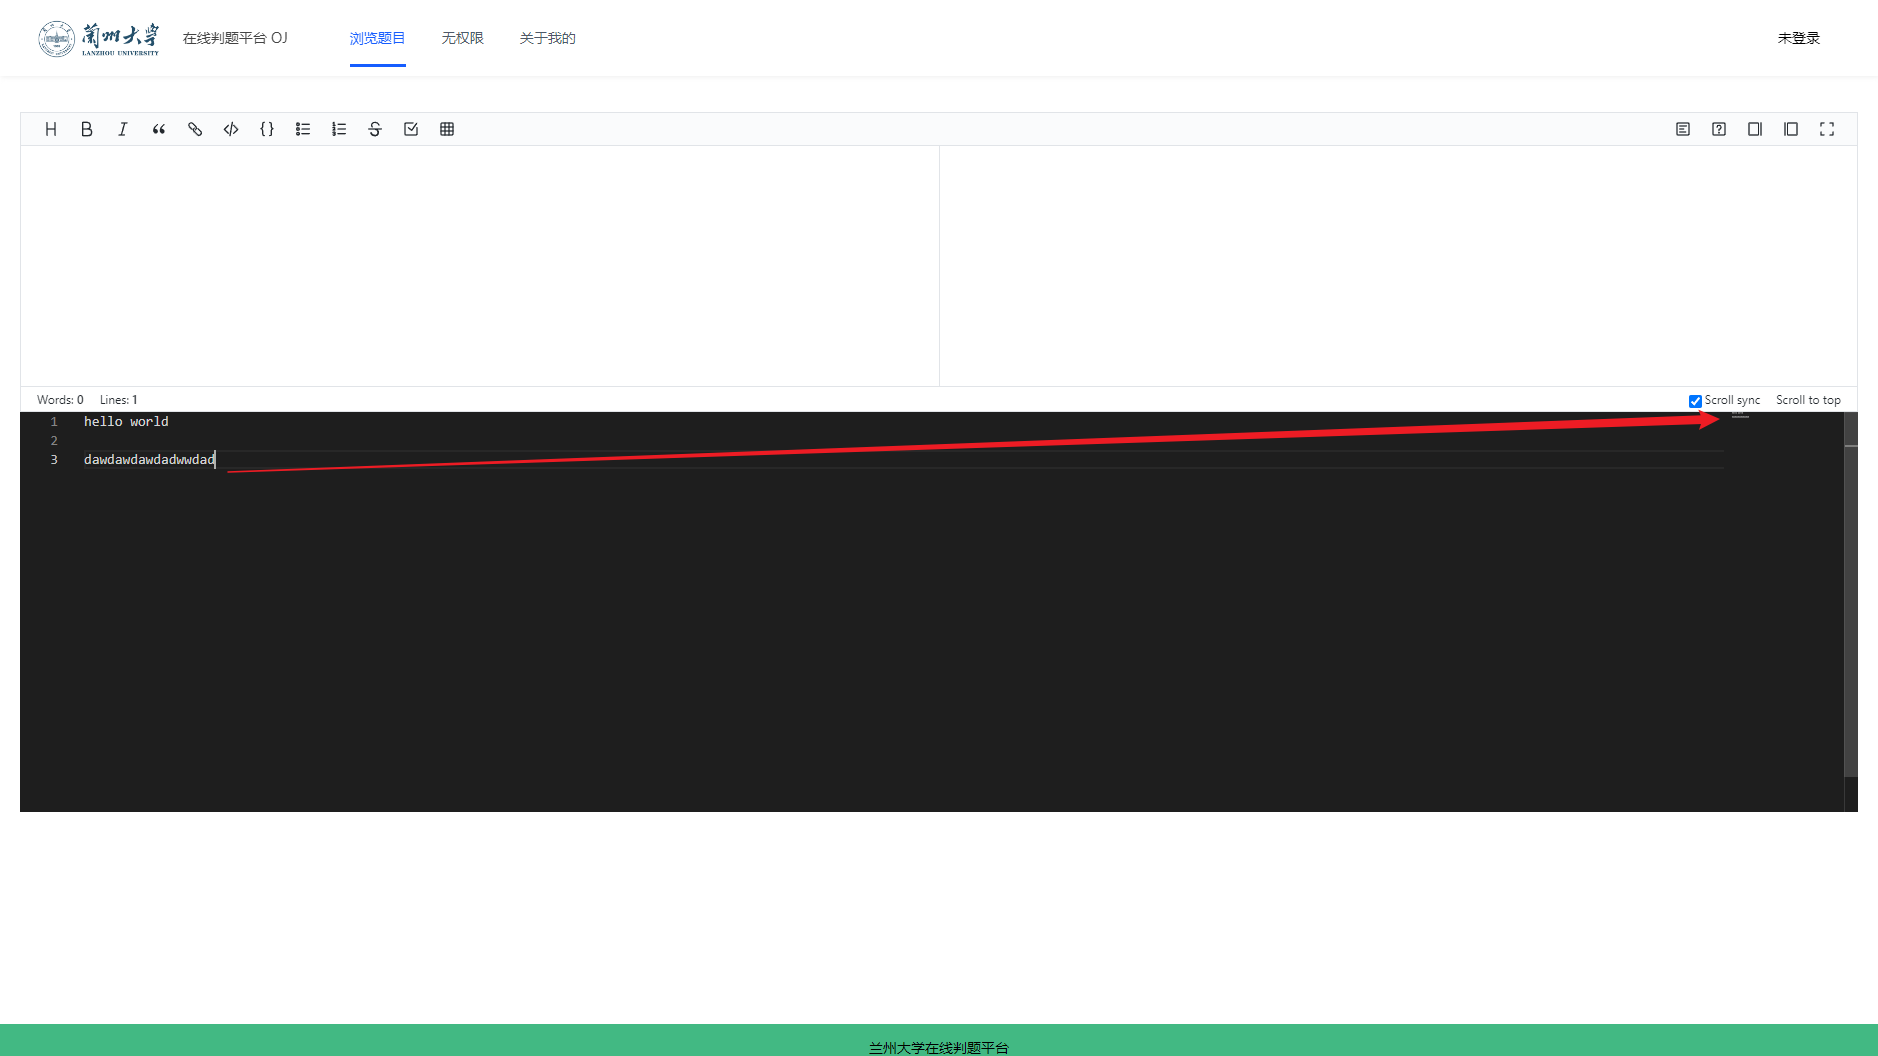 兰州大学
LANZHOU UNIVERSITY
在线判题平台 OJ
浏览题目
无权限
关于我的
未登录
Words: 0
Lines: 1
Scroll sync
Scroll to top
1 hello world
2
3 dawdawdawdadwwdad
兰州大学在线判题平台